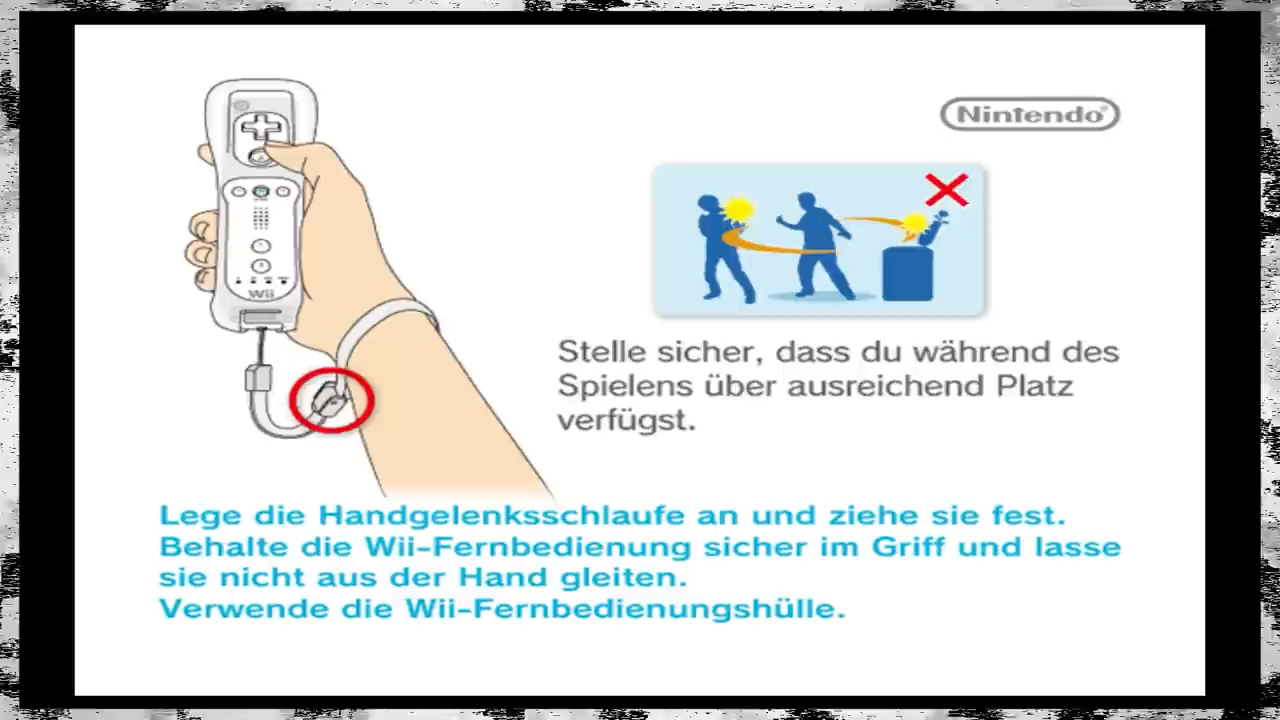 Nintendo®
Wii
Stelle sicher, dass du während des
Spielens über ausreichend Platz
verfügst.
Lege die Handgelenksschlaufe an und ziehe sie fest.
Behalte die Wii-Fernbedienung sicher im Griff und lasse
sie nicht aus der Hand gleiten.
Verwende die Wii-Fernbedienungshülle.